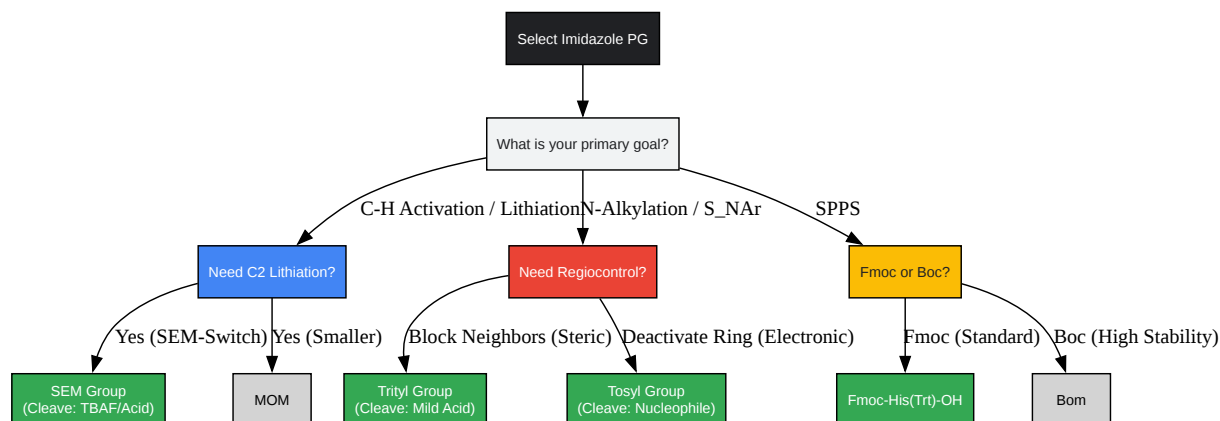 Select Imidazole PG
What is your primary goal?
C-H Activation / Lithiation
N-Alkylation / S_NAr
SPPS
Need C2 Lithiation?
Need Regiocontrol?
Fmoc or Boc?
Yes (SEM-Switch)
Yes (Smaller)
Block Neighbors (Steric)
Deactivate Ring (Electronic)
Fmoc (Standard)
Boc (High Stability)
SEM Group
(Cleave: TBAF/Acid)
MOM
Trityl Group
(Cleave: Mild Acid)
Tosyl Group
(Cleave: Nucleophile)
Fmoc-His(Trt)-OH
Bom